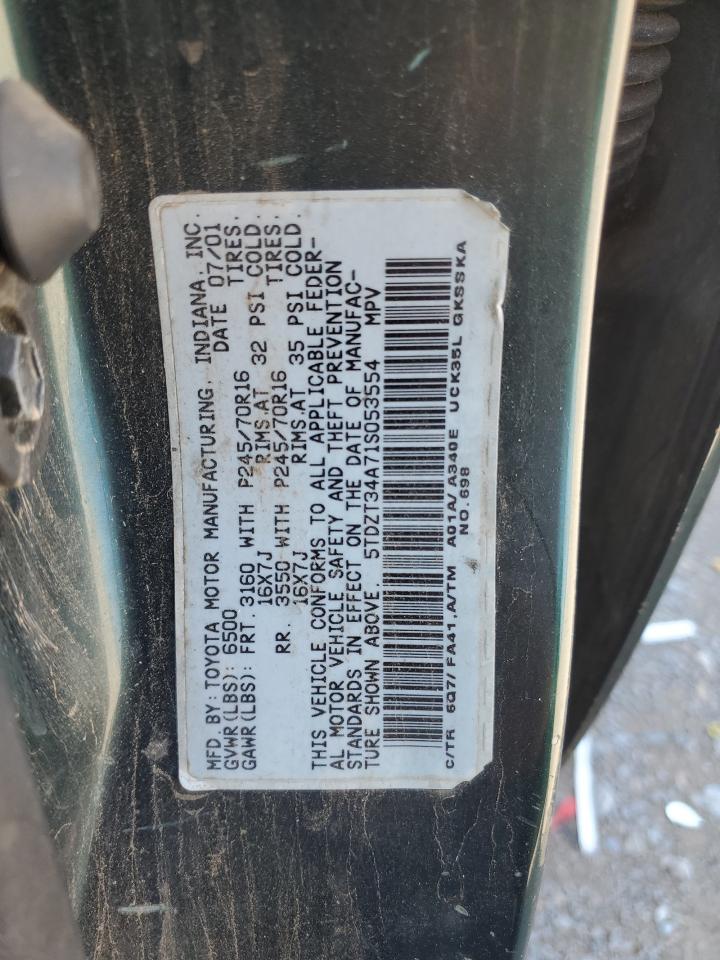 MFD. BY: TOYOTA MOTOR MANUFACTURING, INDIANA, INC.
GVWR(LBS): 6500 DATE 07/01
GAWR(LBS): FRT. 3160 WITH P245/70R16 TIRES,
16X7J RIMS.AT 32 PSI COLD.
RR. 3550 WITH P245/70R16 TIRES,
16X7J RIMS.AT 35 PSI COLD.
THIS VEHICLE CONFORMS TO ALL APPLICABLE FEDER-
AL MOTOR VEHICLE SAFETY AND THEFT PREVENTION
STANDARDS IN EFFECT ON THE DATE OF MANUFAC-
TURE SHOWN ABOVE. 5TDZT34A71S053554 MPV
C/TR 6Q7/FA41,A/TM A01A/A340E UCK35L GKSSKA
NO.698